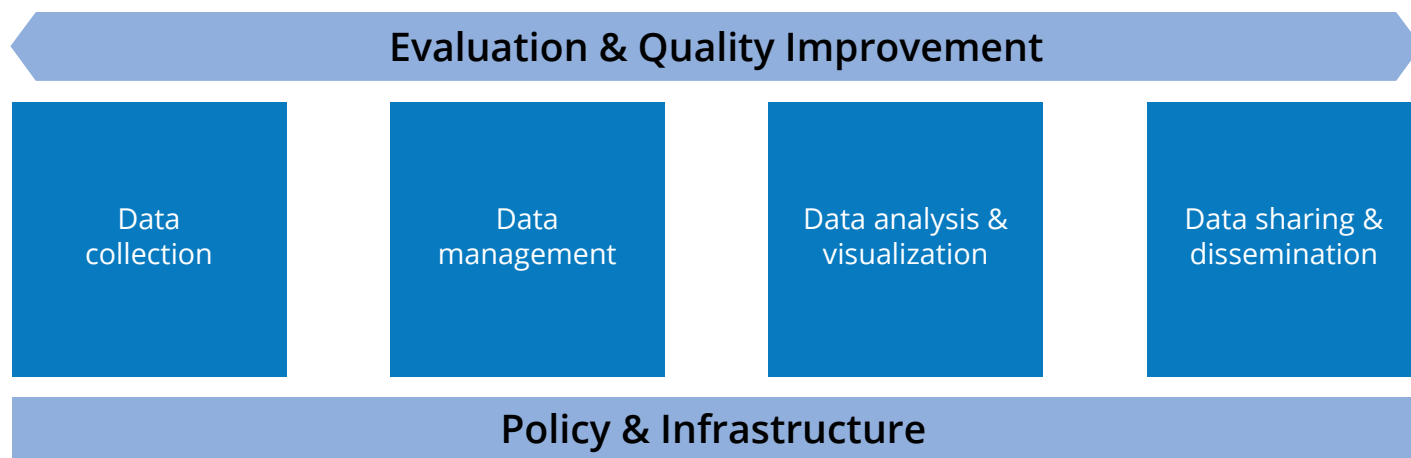 Evaluation & Quality Improvement
Data
collection
Data
management
Data analysis &
visualization
Data sharing &
dissemination
Policy & Infrastructure